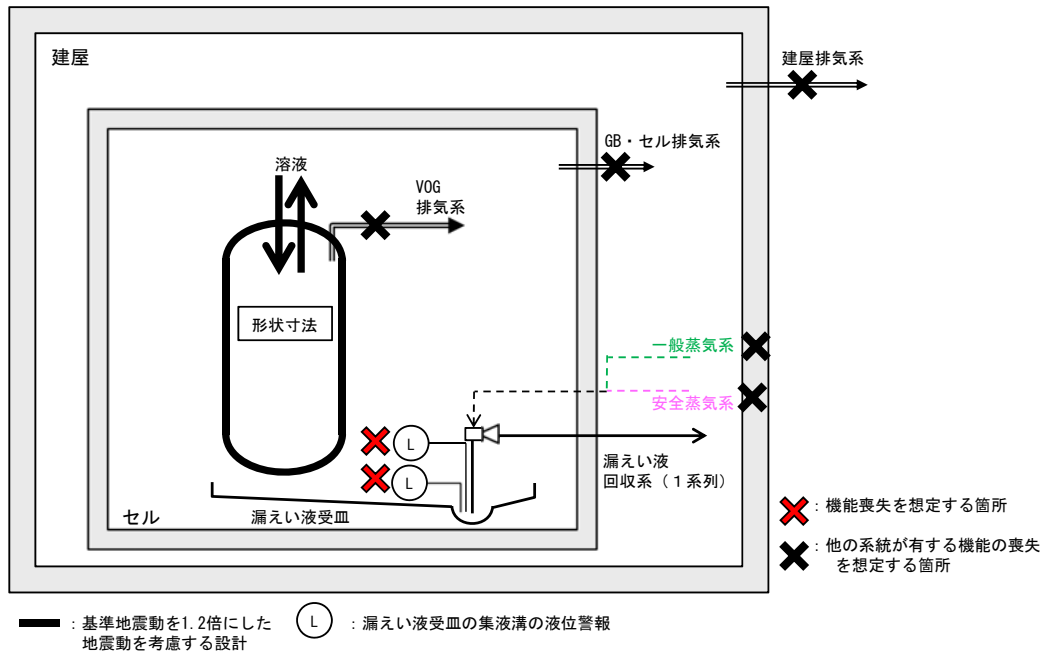 建屋
建屋排気系
GB・セル排気系
溶液
VOG
排気系
形状寸法
一般蒸気系
安全蒸気系
L
L
漏えい液
回収系（１系列）
セル
漏えい液受皿
：機能喪失を想定する箇所
：他の系統が有する機能の喪失
を想定する箇所
：基準地震動を1.2倍にした
地震動を考慮する設計
L
：漏えい液受皿の集液溝の液位警報